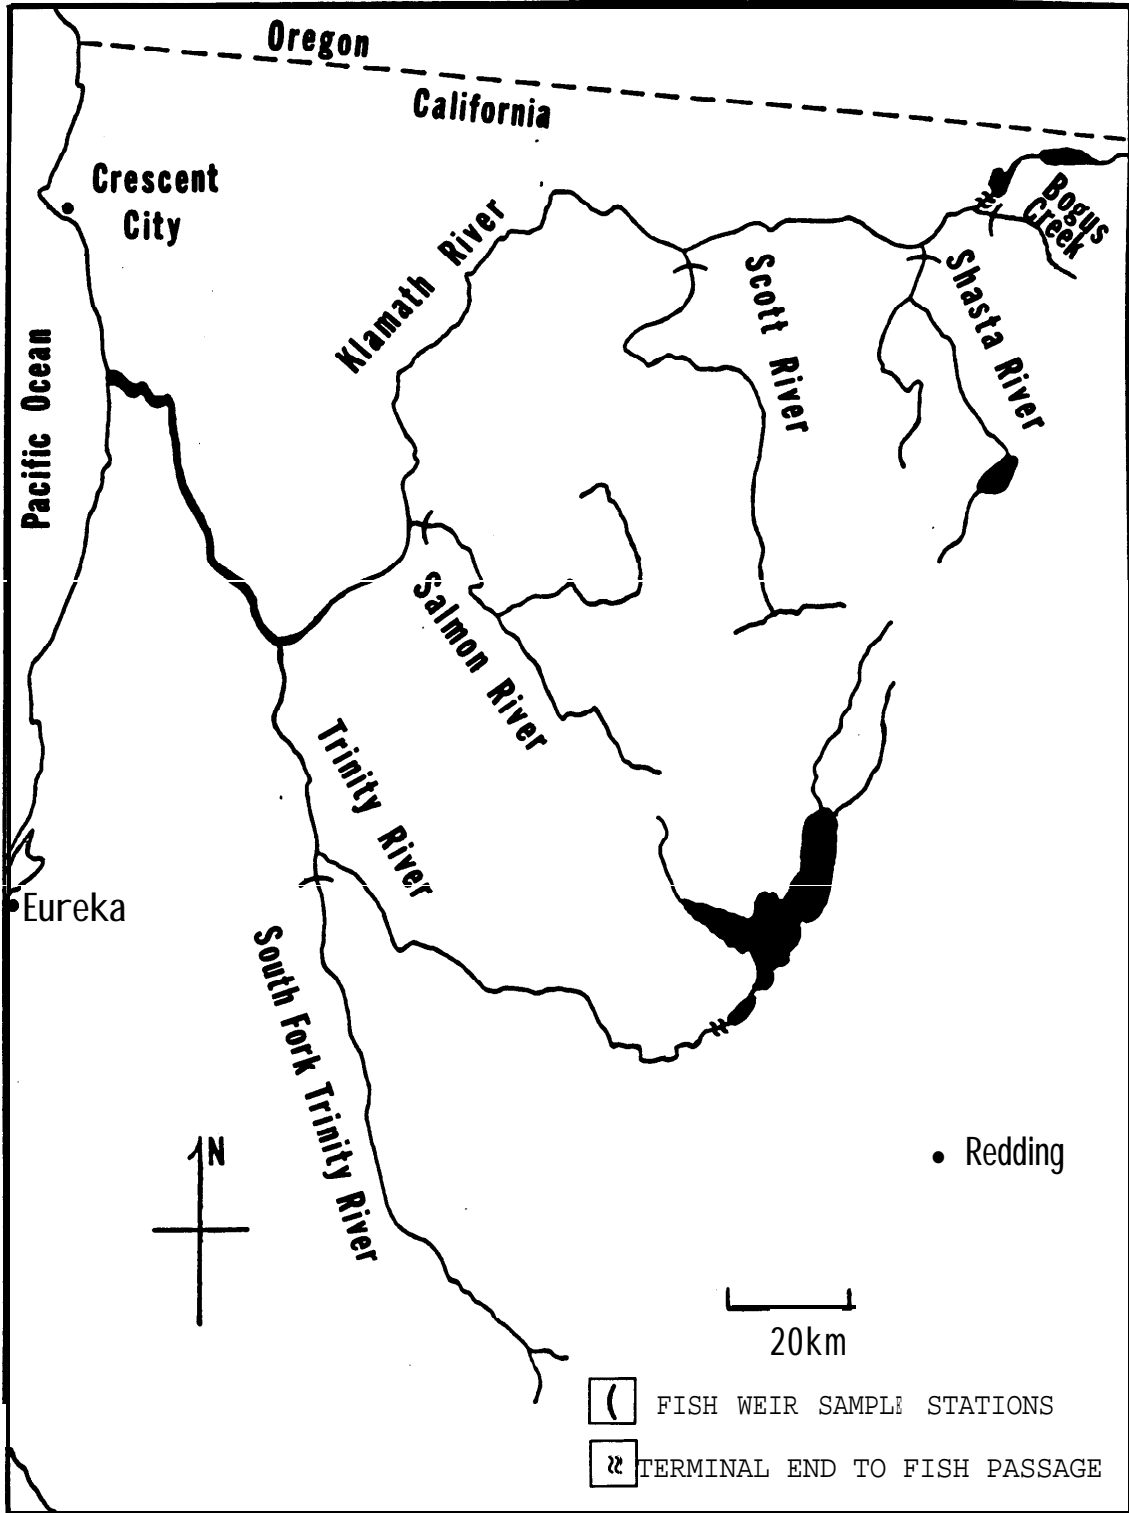 Oregon
California
Crescent
City
Klamath River
Bogus
Creek
Scott River
Shasta River
Pacific Ocean
Salmon River
Trinity River
Eureka
South Fork Trinity River
N
Redding
20km
FISH WEIR SAMPLE STATIONS
TERMINAL END TO FISH PASSAGE